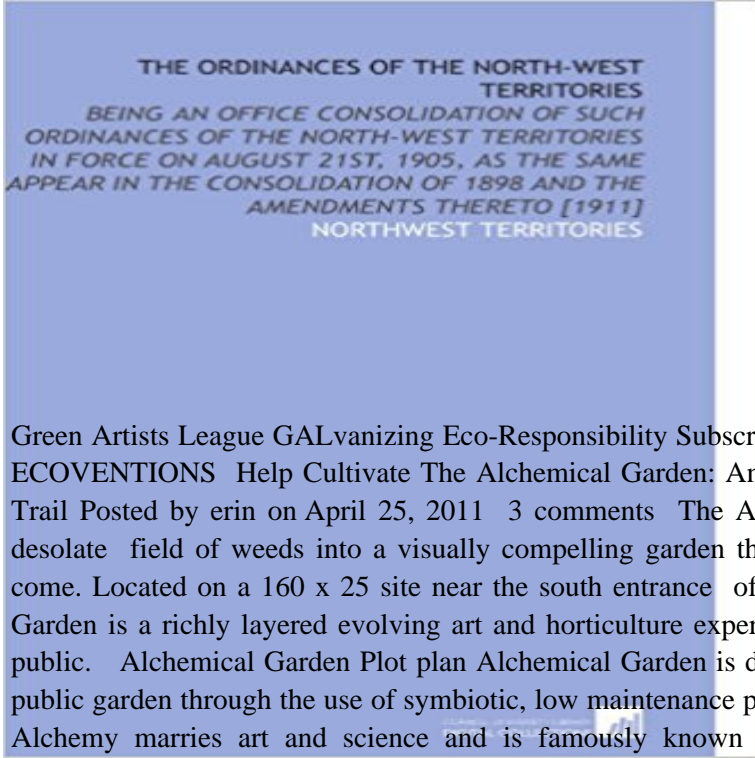 THE ORDINANCES OF THE NORTH-WEST
TERRITORIES
BEING AN OFFICE CONSOLIDATION OF SUCH
ORDINANCES OF THE NORTH-WEST TERRITORIES
IN FORCE ON AUGUST 21ST, 1905, AS THE SAME
APPEAR IN THE CONSOLIDATION OF 1898 AND THE
AMENDMENTS THERETO [1911]
NORTHWEST TERRITORIES
Green Artists League GALvanizing Eco-Responsibility Subscr
ECOVENTIONS Help Cultivate The Alchemical Garden: An
Trail Posted by erin on April 25, 2011 3 comments The A
desolate field of weeds into a visually compelling garden th
come. Located on a 160 x 25 site near the south entrance of
Garden is a richly layered evolving art and horticulture exper
public. Alchemical Garden Plot plan Alchemical Garden is d
public garden through the use of symbiotic, low maintenance p
Alchemy marries art and science and is famously known